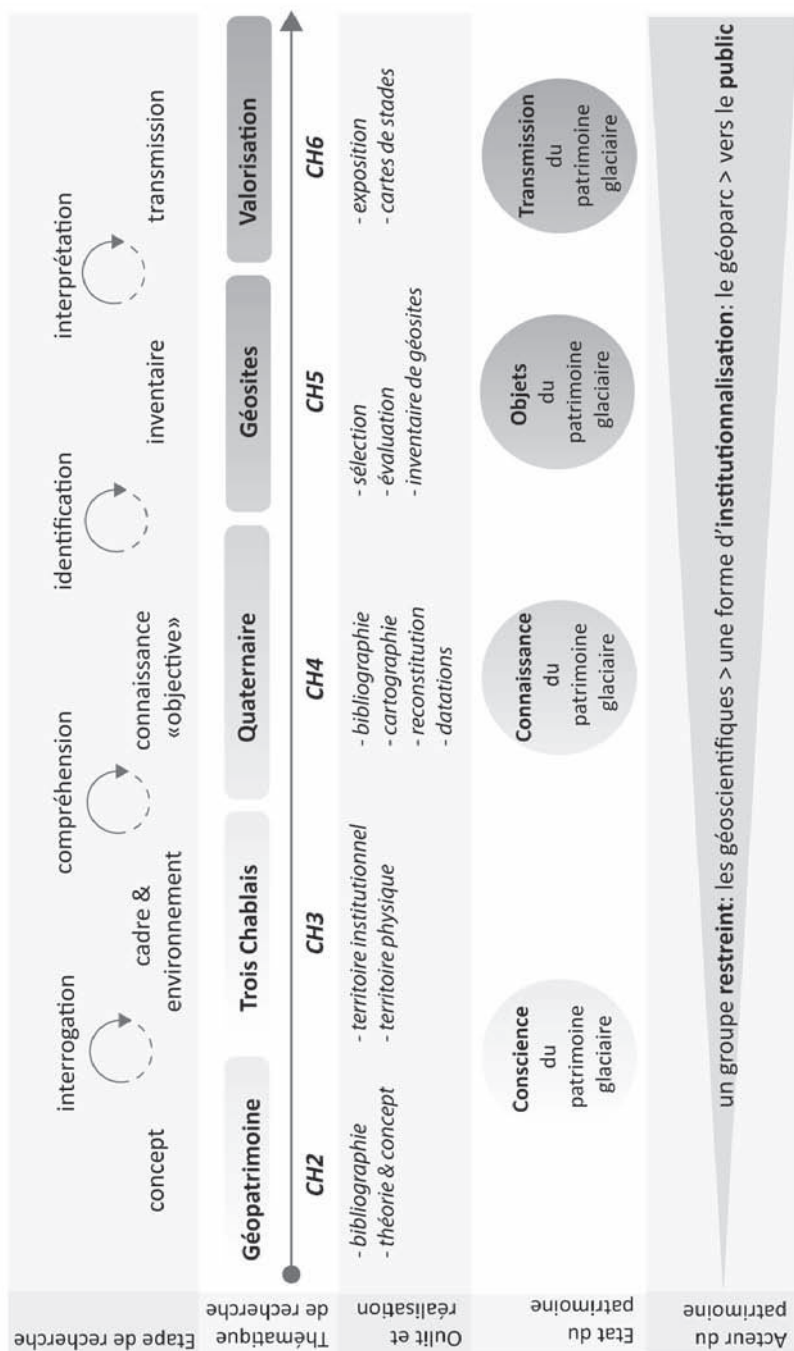 Etape de recherche
interrogation
compréhension
identification
interprétation
concept
cadre &
environnement
connaissance
«objective»
inventaire
transmission
Thématique
de recherche
Géopatrimoine
Trois Chablais
Quaternaire
Géosites
Valorisation
CH2
CH3
CH4
CH5
CH6
Oulit et
réalisation
- bibliographie
- théorie & concept
- territoire institutionnel
- territoire physique
- bibliographie
- cartographie
- reconstitution
- datations
- sélection
- évaluation
- inventaire de géosites
- exposition
- cartes de stades
Etat du
patrimoine
Conscience
du
patrimoine
glaciaire
Connaissance
du
patrimoine
glaciaire
Objets
du
patrimoine
glaciaire
Transmission
du
patrimoine
glaciaire
Acteur du
patrimoine
un groupe restreint: les géoscientifiques > une forme d'institutionnalisation: le géoparc > vers le public